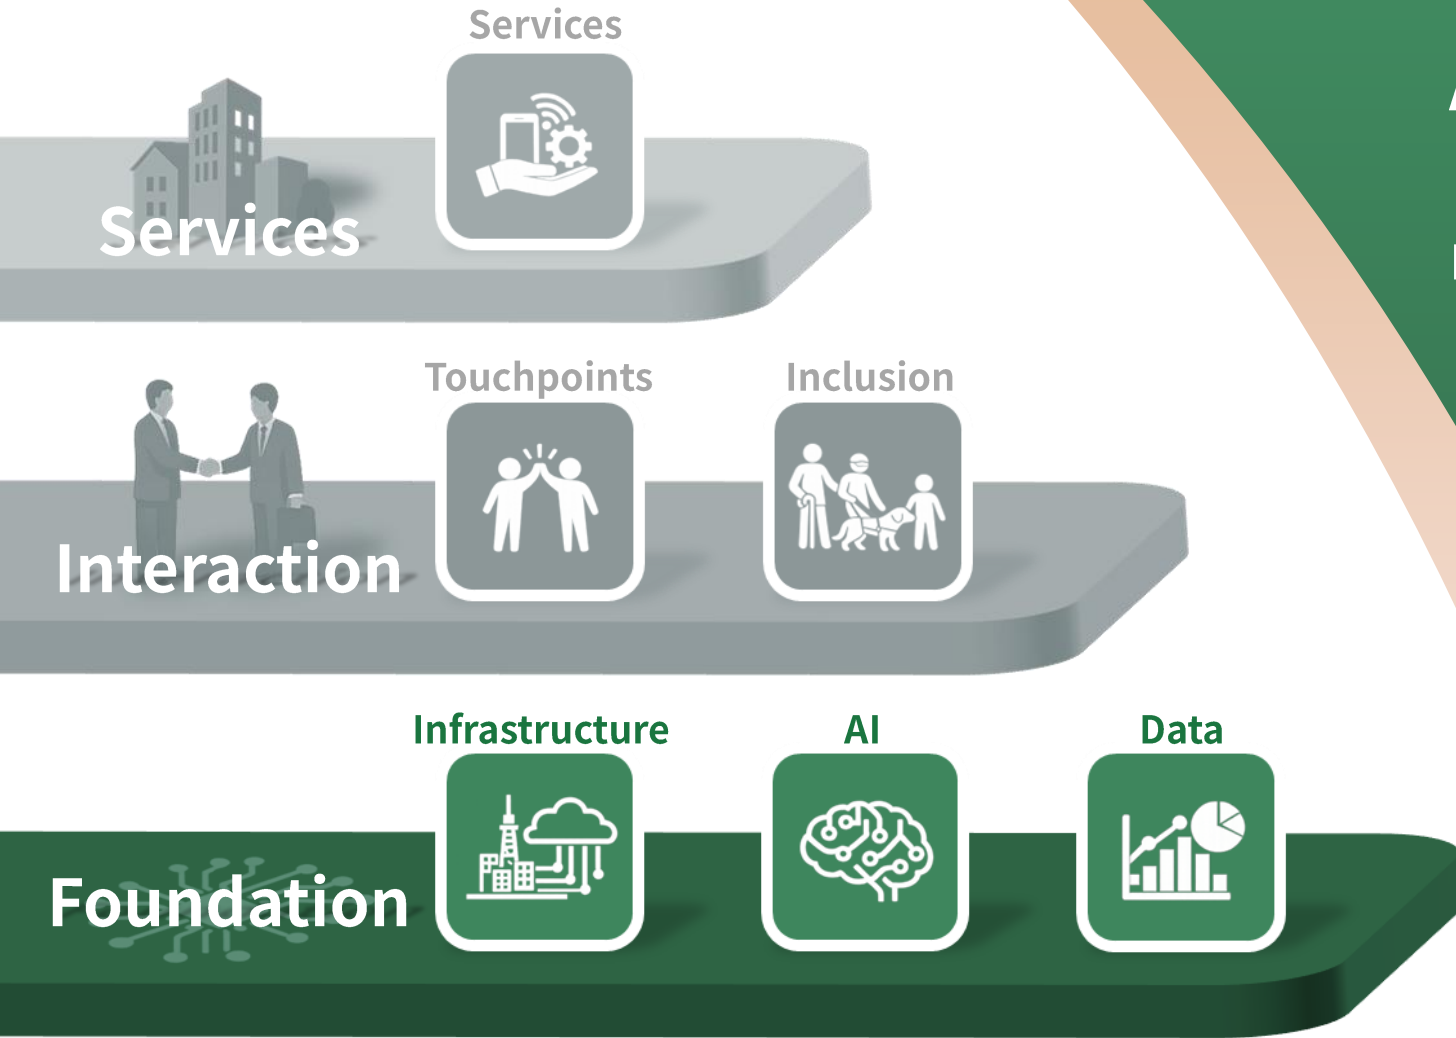 Services
Services
Touchpoints
Inclusion
Interaction
Infrastructure
AI
Data
Foundation